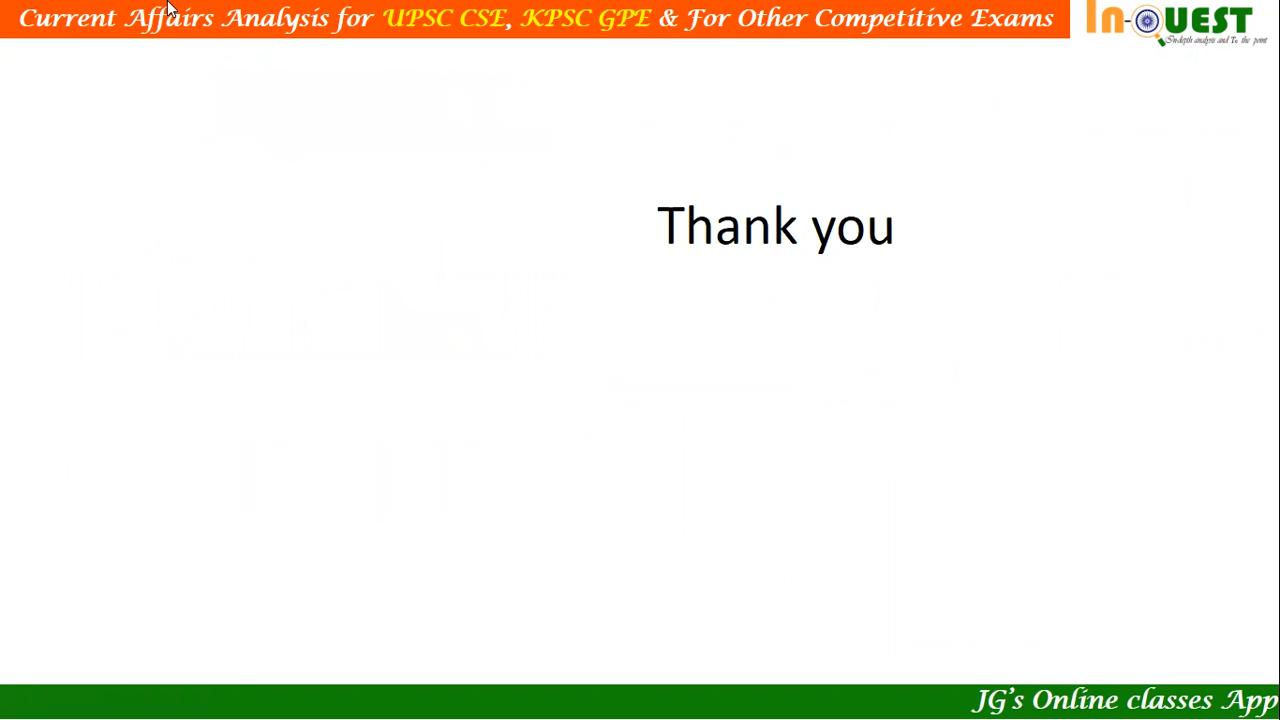 Current Affairs Analysis for UPSC CSE, KPSC GPE & For Other Competitive Exams
In-QUEST
In-depth analysis and To the point
Thank you
JG's Online classes App